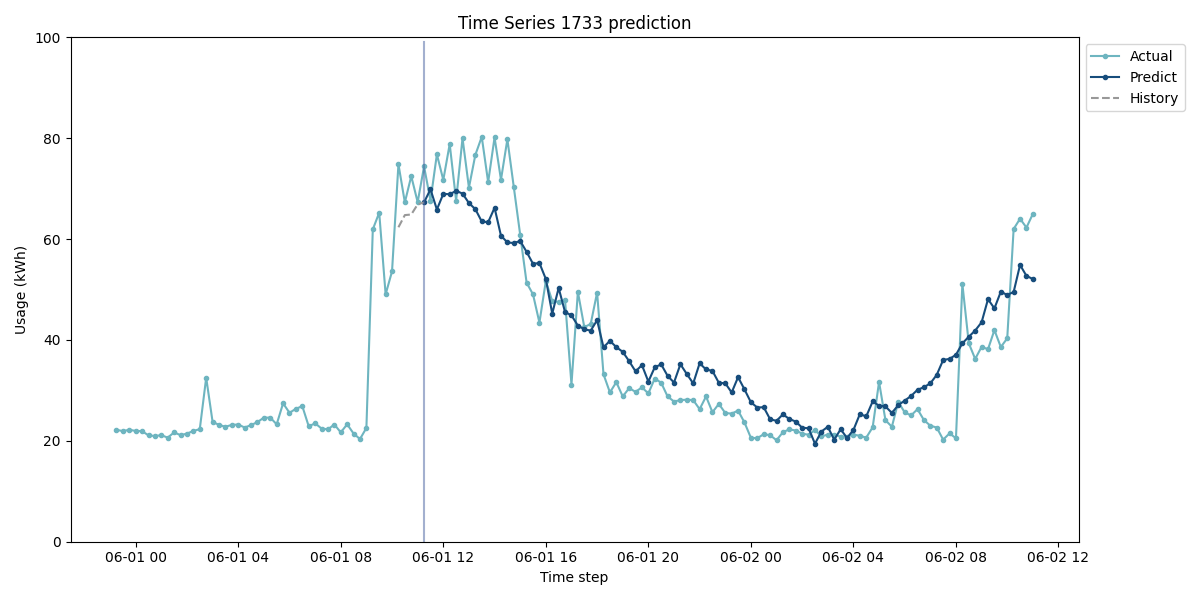 Time Series 1733 prediction
100
80
60
40
20
0
Usage (kWh)
06-01 00
06-01 04
06-01 08
06-01 12
06-01 16
06-01 20
06-02 00
06-02 04
06-02 08
06-02 12
Time step
Actual
Predict
History